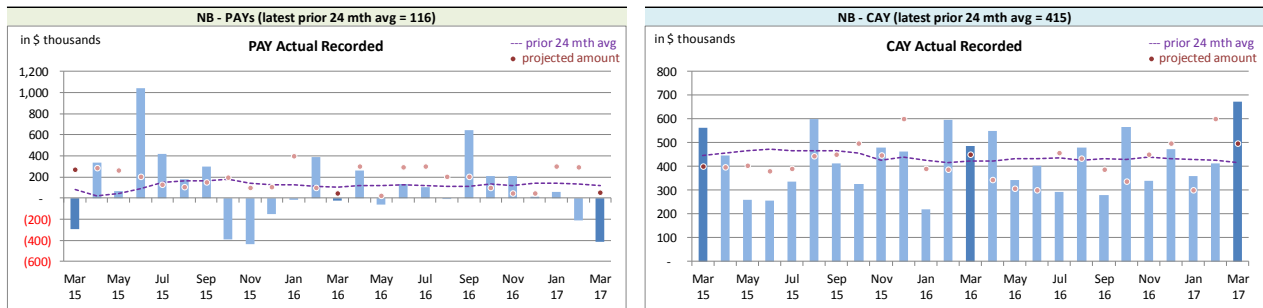 NB - PAYs (latest prior 24 mth avg = 116)
in $ thousands
PAY Actual Recorded
--- prior 24 mth avg
• projected amount
1,200
1,000
800
600
400
200
-
(200)
(400)
(600)
Mar May Jul Sep Nov Jan Mar May Jul Sep Nov Jan Mar
15 15 15 15 15 16 16 16 16 16 16 17 17
NB - CAY (latest prior 24 mth avg = 415)
in $ thousands
CAY Actual Recorded
--- prior 24 mth avg
• projected amount
800
700
600
500
400
300
200
100
-
Mar May Jul Sep Nov Jan Mar May Jul Sep Nov Jan Mar
15 15 15 15 15 16 16 16 16 16 16 17 17